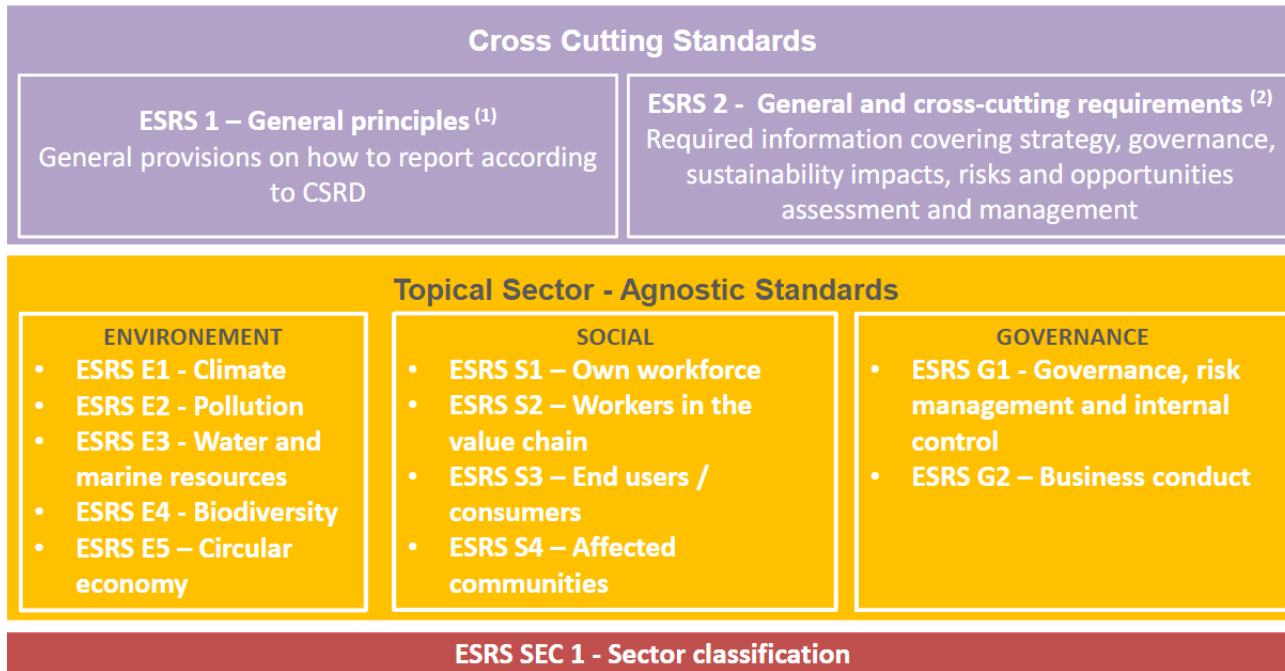 Cross Cutting Standards
ESRS 1 – General principles (1)
General provisions on how to report according
to CSRD
ESRS 2 -  General and cross-cutting requirements (2)
Required information covering strategy, governance,
sustainability impacts, risks and opportunities
assessment and management
Topical Sector - Agnostic Standards
ENVIRONEMENT
• ESRS E1 - Climate
• ESRS E2 - Pollution
• ESRS E3 - Water and
marine resources
• ESRS E4 - Biodiversity
• ESRS E5 – Circular
economy
SOCIAL
• ESRS S1 – Own workforce
• ESRS S2 – Workers in the
value chain
• ESRS S3 – End users /
consumers
• ESRS S4 – Affected
communities
GOVERNANCE
• ESRS G1 - Governance, risk
management and internal
control
• ESRS G2 – Business conduct
ESRS SEC 1 - Sector classification